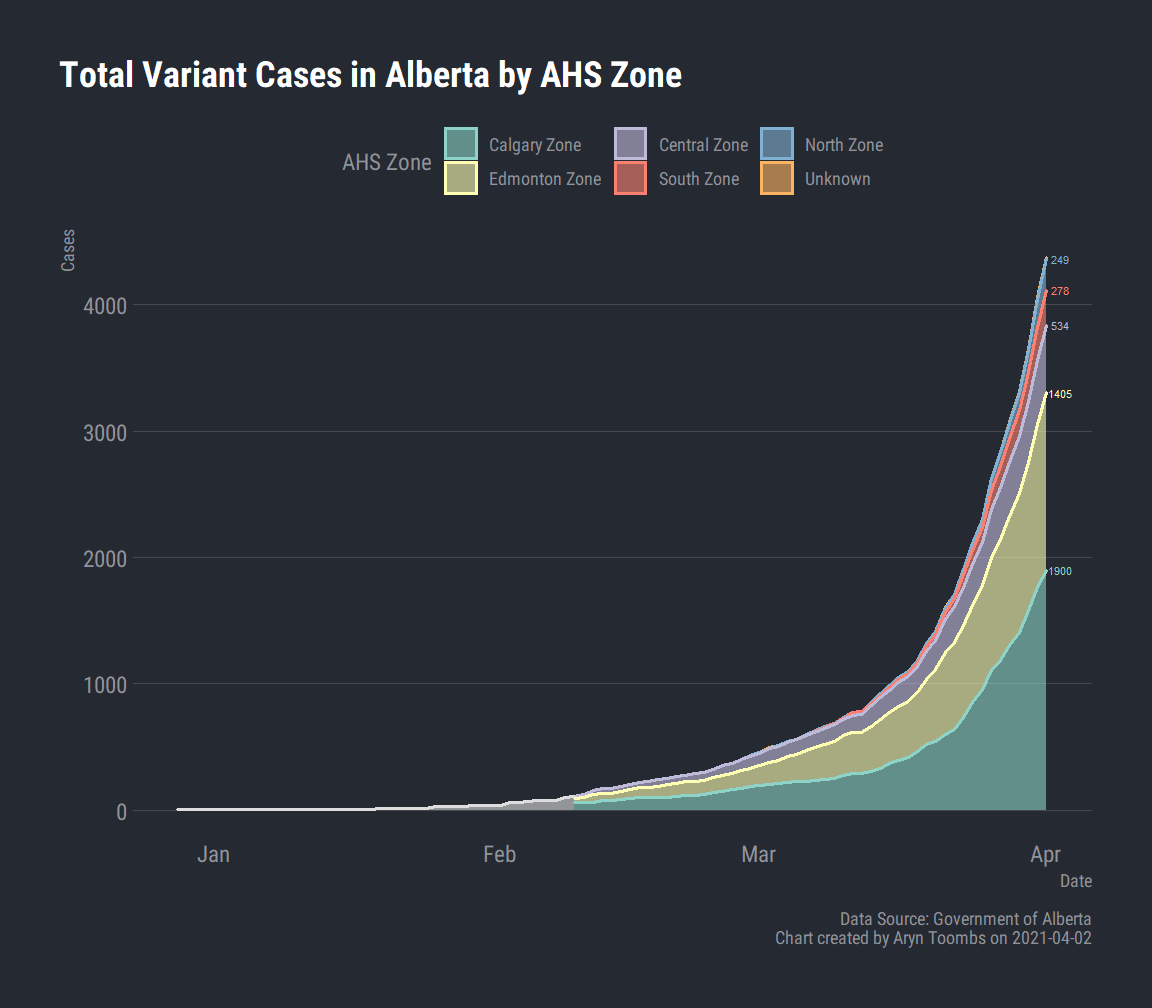 Total Variant Cases in Alberta by AHS Zone
AHS Zone
Calgary Zone
Central Zone
North Zone
Edmonton Zone
South Zone
Unknown
Cases
249
278
534
1405
1900
4000
3000
2000
1000
0
Jan
Feb
Mar
Apr
Date
Data Source: Government of Alberta
Chart created by Aryn Toombs on 2021-04-02